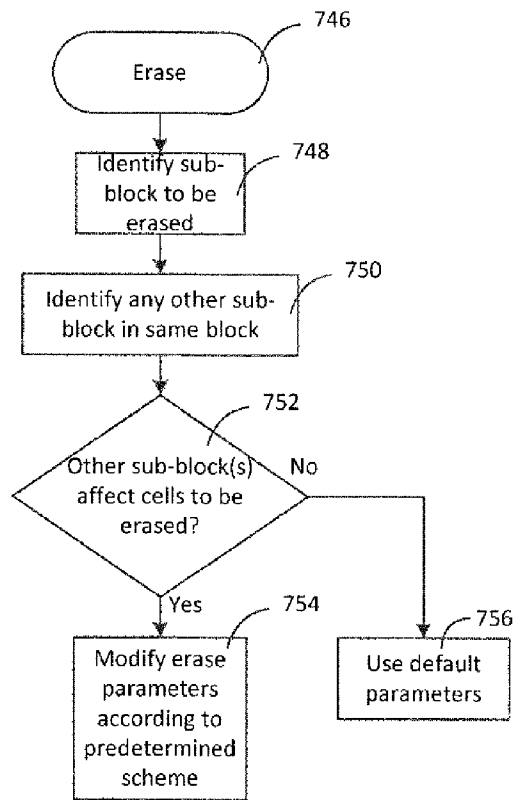 746
Erase
748
Identify sub-
block to be
erased
750
Identify any other sub-
block in same block
752
Other sub-block(s)
affect cells to be
erased?
No
Yes
754
Modify erase
parameters
according to
predetermined
scheme
756
Use default
parameters